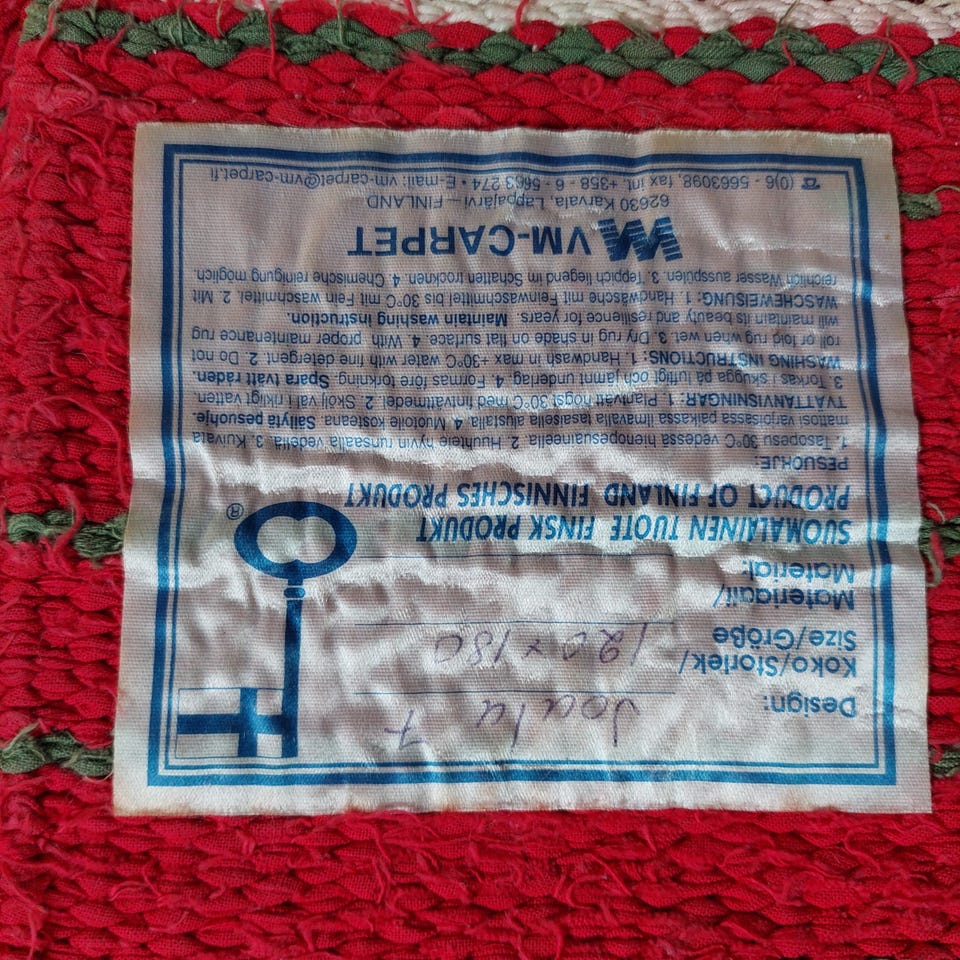 Design: Joulu 7
Koko/Storlek/
Size/Größe 120 x 180
Materiaali/
Material:
SUOMALAINEN TUOTE FINSK PRODUKT
PRODUCT OF FINLAND FINNISCHES PRODUKT
®
PESUOHJE:
1. Tasopesu 30°C vedessä hienopesuaineella. 2. Huuhtele hyvin runsaalla vedellä. 3. Kuivata
mattosi varjoisassa paikassa ilmavalla tasaisella alustalla 4. Muotoile kosteana. Säilytä pesuohje.
TVÄTTANVISNINGAR: 1. Plantvätt högst 30°C med fintvättmedel. 2. Skölj väl i rikligt vatten.
3. Torkas i skugga på luftigt och jämnt underlag. 4. Formas före torkning. Spara tvätt råden.
WASHING INSTRUCTIONS: 1. Handwash in max +30°C water with fine detergent. 2. Do not
roll or fold rug when wet. 3. Dry rug in shade on flat surface. 4. With proper maintenance rug
will maintain its beauty and resilience for years. Maintain washing instruction.
WASCHEWEISUNG: 1. Handwäsche mit Feinwaschmittel bis 30°C mit Fein waschmittel. 2. Mit
reichlich Wasser ausspülen. 3. Teppich liegend in Schatten trocknen. 4. Chemische reinigung möglich.
VM-CARPET
62630 Karvala, Lappajärvi – FINLAND
☎ (0)6 - 5663098, fax int. +358 - 6 - 5663 274 • E-mail: vm-carpet@vm-carpet.fi